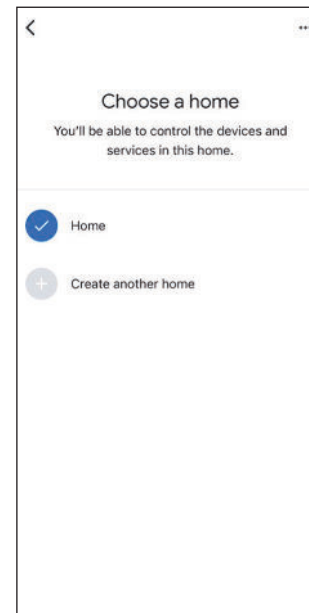 Choose a home
You'll be able to control the devices and
services in this home.
Home
Create another home